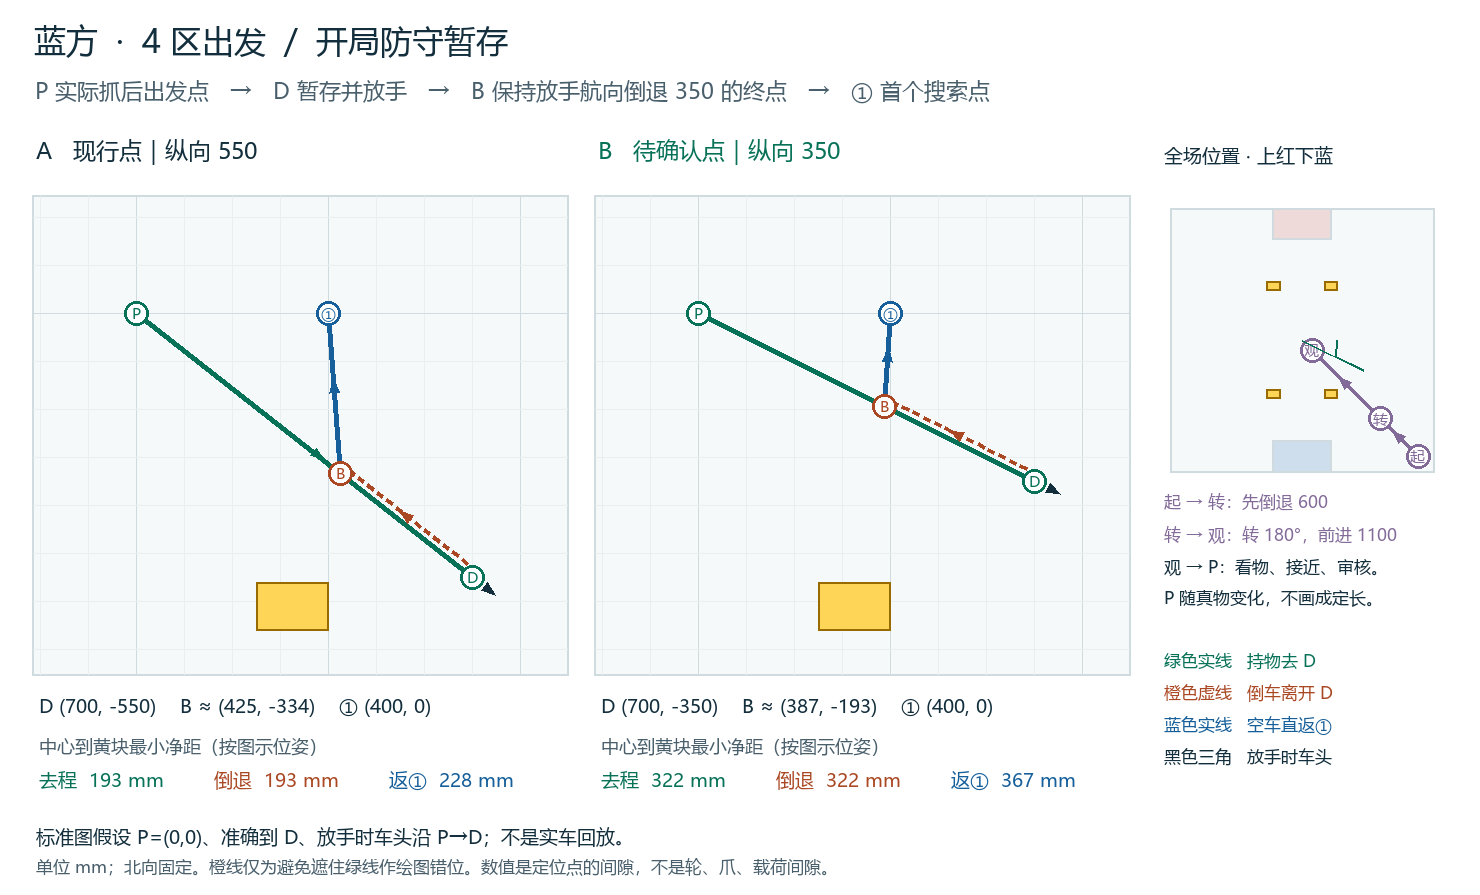 蓝方 · 4 区出发 / 开局防守暂存
P 实际抓后出发点 → D 暂存并放手 → B 保持放手航向倒退 350 的终点 → ① 首个搜索点
A 现行点 | 纵向 550
P
①
B
D
D (700, -550) B ≈ (425, -334) ① (400, 0)
中心到黄块最小净距（按图示位姿）
去程 193 mm 倒退 193 mm 返① 228 mm
B 待确认点 | 纵向 350
P
①
B
D
D (700, -350) B ≈ (387, -193) ① (400, 0)
中心到黄块最小净距（按图示位姿）
去程 322 mm 倒退 322 mm 返① 367 mm
全场位置 · 上红下蓝
观
转
起
起 → 转：先倒退 600
转 → 观：转 180°，前进 1100
观 → P：看物、接近、审核。
P 随真物变化，不画成定长。
绿色实线 持物去 D
橙色虚线 倒车离开 D
蓝色实线 空车直返①
黑色三角 放手时车头
标准图假设 P=(0,0)、准确到 D、放手时车头沿 P→D；不是实车回放。
单位 mm；北向固定。橙线仅为避免遮住绿线作绘图错位。数值是定位点的间隙，不是轮、爪、载荷间隙。